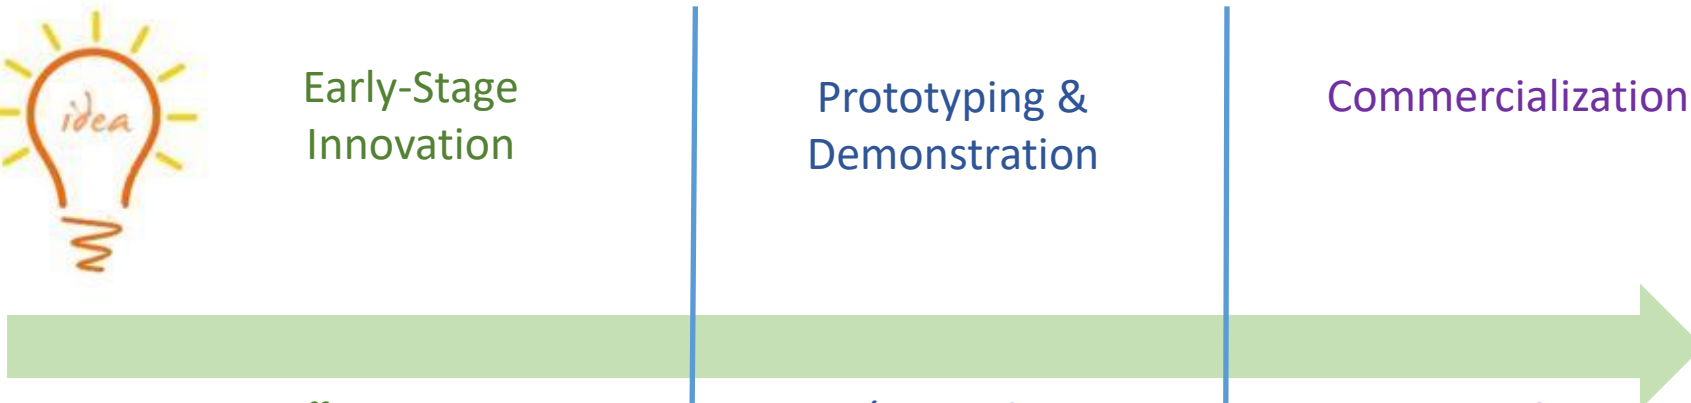 idea
Early-Stage
Innovation
Prototyping &
Demonstration
Commercialization